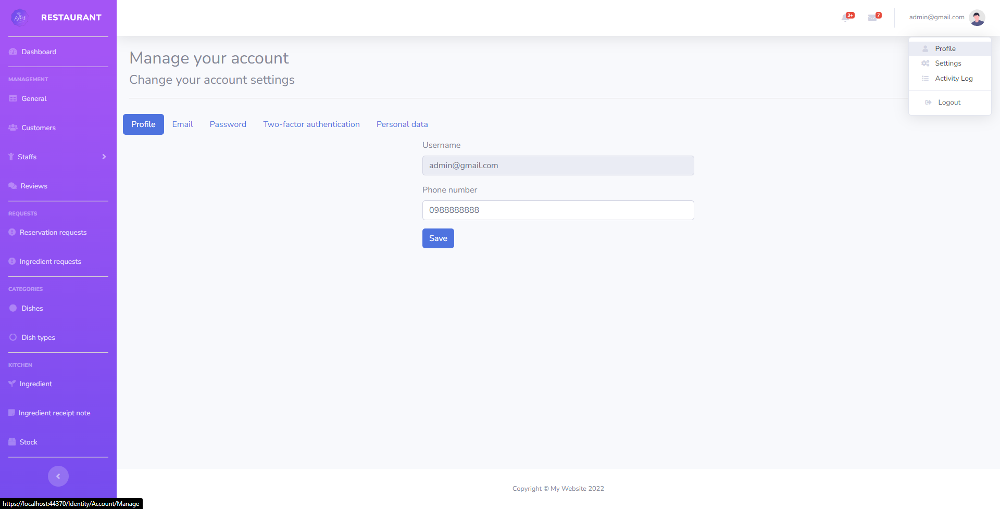 RESTAURANT
3+
7
admin@gmail.com
Profile
Settings
Activity Log
Logout
Dashboard
MANAGEMENT
General
Customers
Staffs
Reviews
REQUESTS
Reservation requests
Ingredient requests
CATEGORIES
Dishes
Dish types
KITCHEN
Ingredient
Ingredient receipt note
Stock
Manage your account
Change your account settings
Profile Email Password Two-factor authentication Personal data
Username
admin@gmail.com
Phone number
0988888888
Save
Copyright © My Website 2022
https://localhost:44370/Identity/Account/Manage